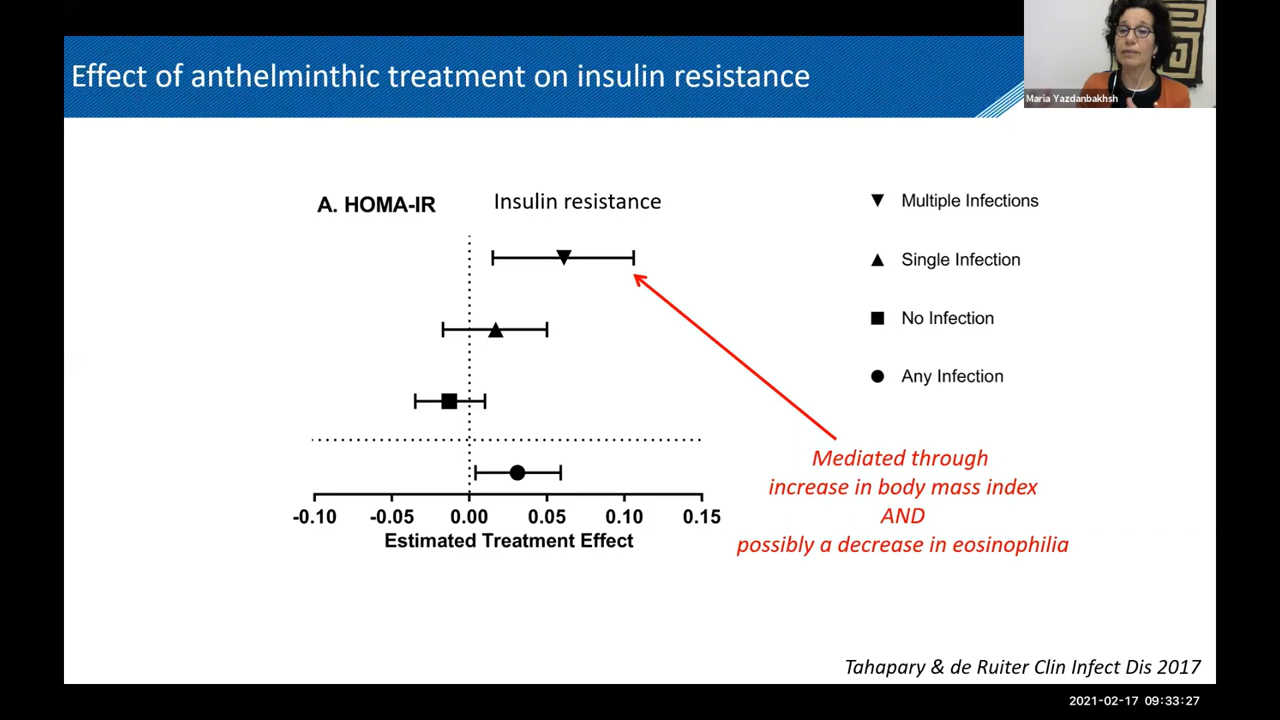 Effect of anthelminthic treatment on insulin resistance
Maria Yazdanbakhsh
A. HOMA-IR
Insulin resistance
Multiple Infections
Single Infection
No Infection
Any Infection
-0.10 -0.05 0.00 0.05 0.10 0.15
Estimated Treatment Effect
Mediated through
increase in body mass index
AND
possibly a decrease in eosinophilia
Tahapary & de Ruiter Clin Infect Dis 2017
2021-02-17 09:33:27